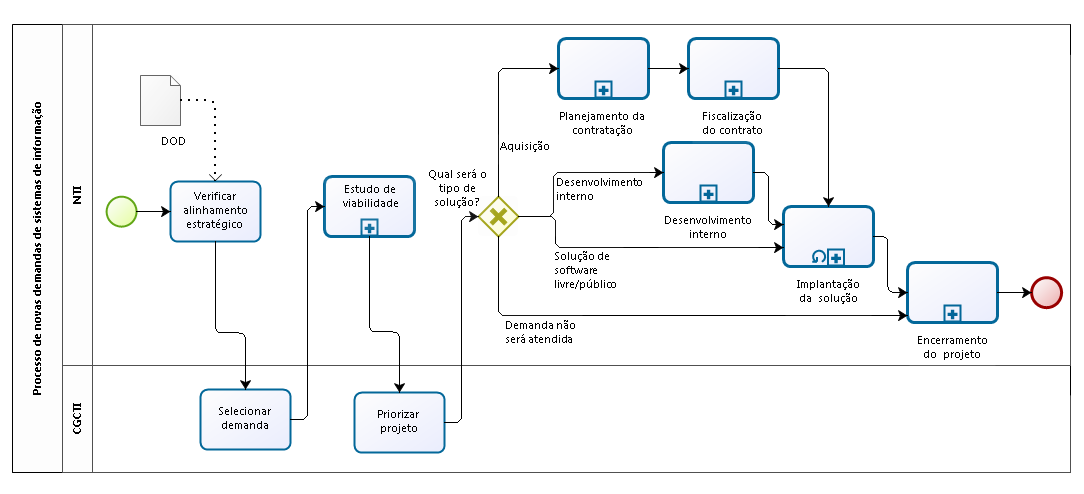 Processo de novas demandas de sistemas de informação
NTI
DOD
Verificar
alinhamento
estratégico
Estudo de
viabilidade
Qual será o
tipo de
solução?
Aquisição
Planejamento da
contratação
Fiscalização
do contrato
Desenvolvimento
interno
Desenvolvimento
interno
Solução de
software
livre/público
Implantação
da solução
Demanda não
será atendida
Encerramento
do projeto
CGCTI
Selecionar
demanda
Priorizar
projeto